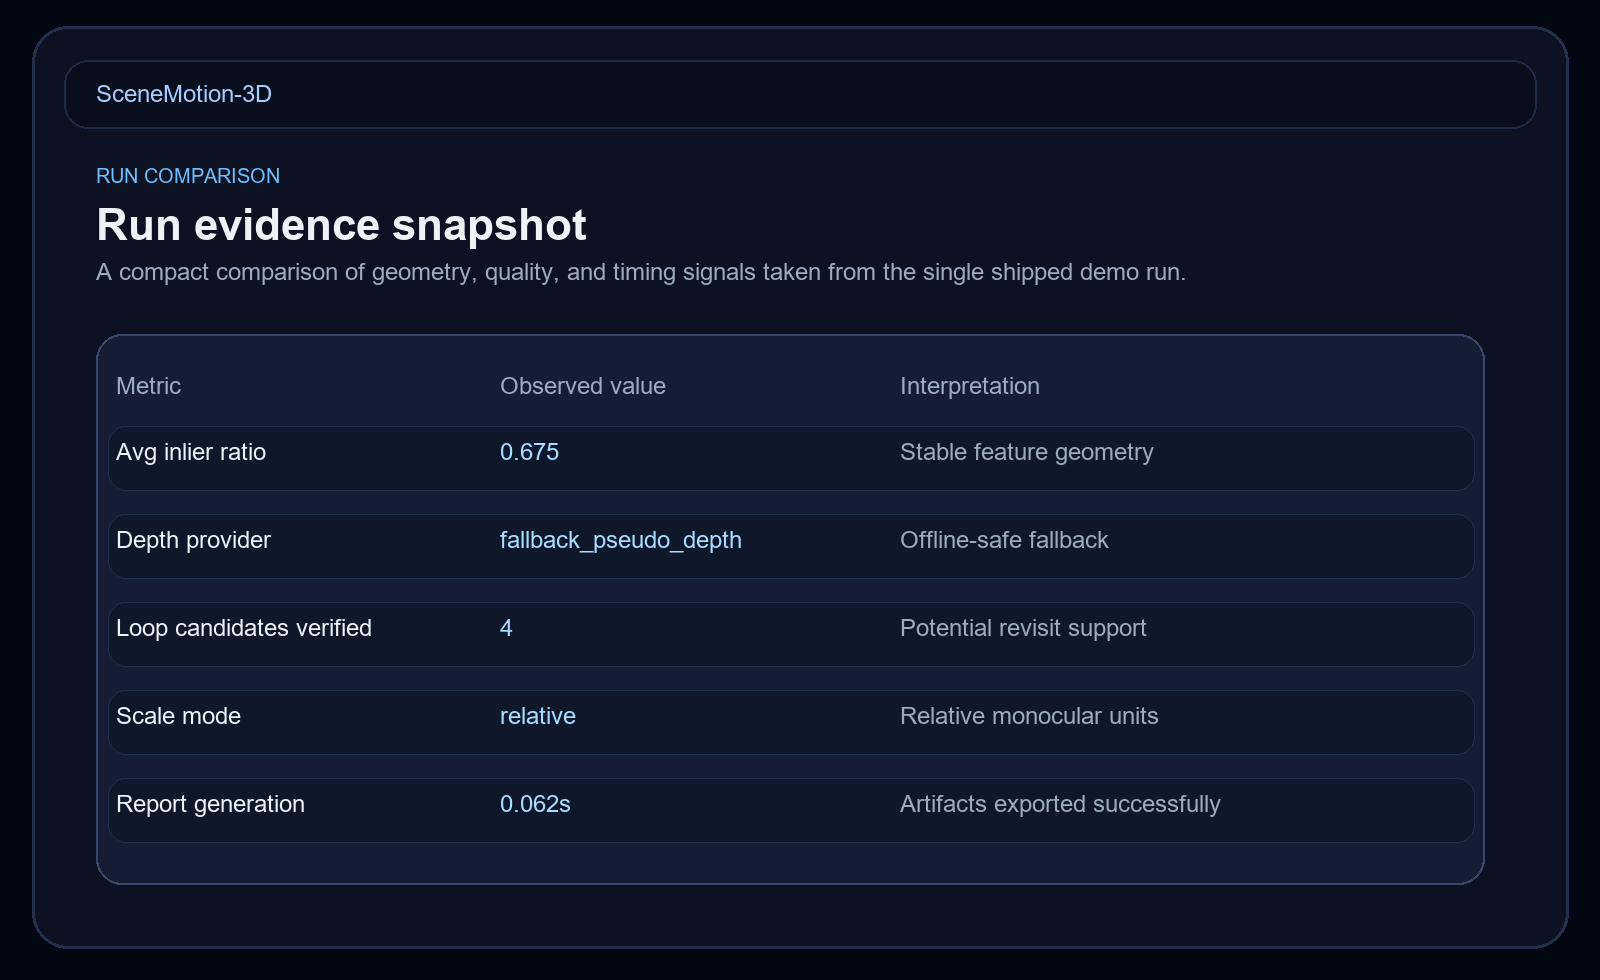 SceneMotion-3D
RUN COMPARISON
Run evidence snapshot
A compact comparison of geometry, quality, and timing signals taken from the single shipped demo run.
Metric Observed value Interpretation
Avg inlier ratio 0.675 Stable feature geometry
Depth provider fallback_pseudo_depth Offline-safe fallback
Loop candidates verified 4 Potential revisit support
Scale mode relative Relative monocular units
Report generation 0.062s Artifacts exported successfully